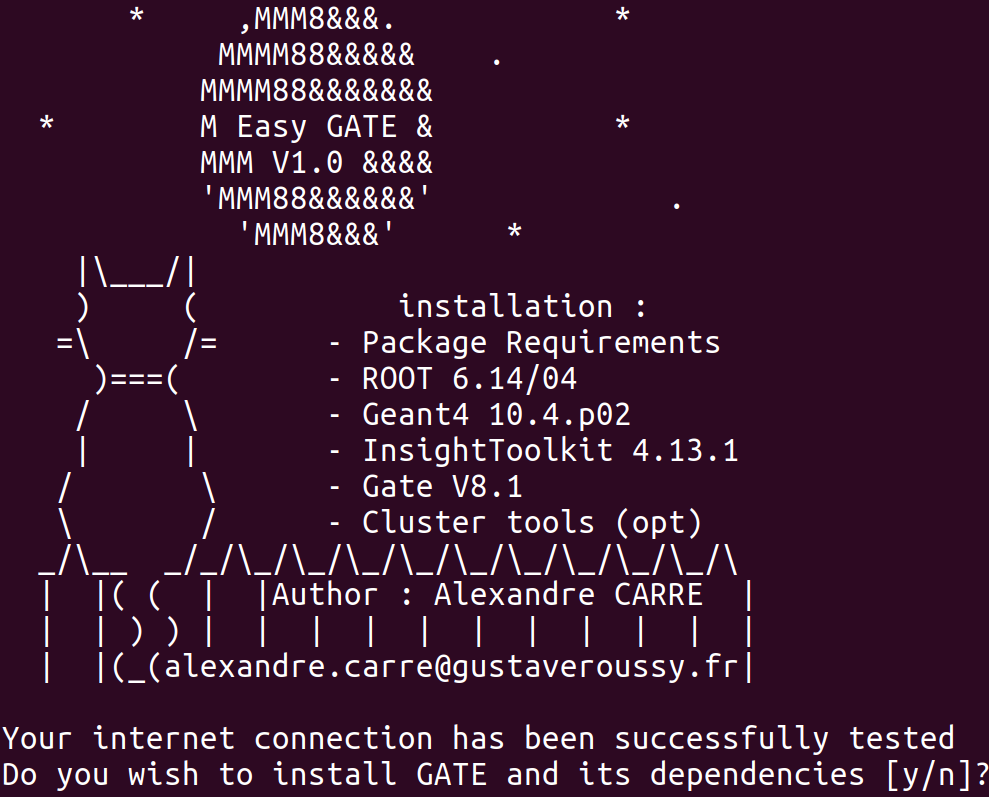 *     ,MMM8&&&.            *
           MMMM88&&&&&    .
          MMMM88&&&&&&&
 *        M Easy GATE &          *
          MMM V1.0 &&&&
          'MMM88&&&&&&'             .
            'MMM8&&&'      *
   |\___/|
   )     (           installation :
  =\     /=      - Package Requirements
    )===(        - ROOT 6.14/04
   /     \       - Geant4 10.4.p02
   |     |       - InsightToolkit 4.13.1
  /       \      - Gate V8.1
  \       /      - Cluster tools (opt)
 _/\__  _/_/\_/\_/\_/\_/\_/\_/\_/\_/\_/\
 |  |( (  |  |Author : Alexandre CARRE  |
 |  | ) ) |  |  |  |  |  |  |  |  |  |  |
 |  |(_(alexandre.carre@gustaveroussy.fr|
Your internet connection has been successfully tested
Do you wish to install GATE and its dependencies [y/n]?